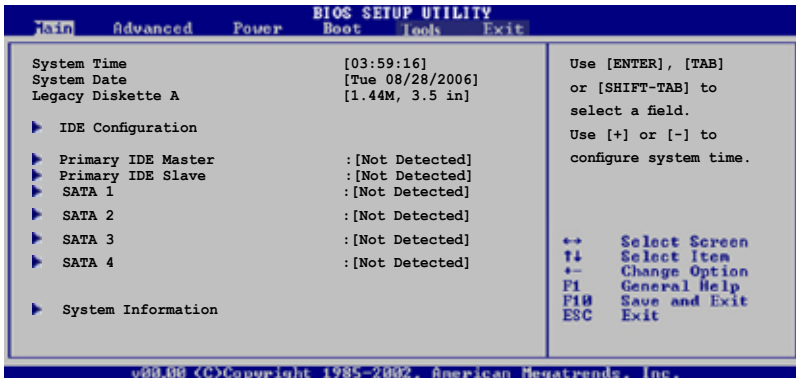 BIOS SETUP UTILITY
Main Advanced Power Boot Tools Exit
System Time [03:59:16]
System Date [Tue 08/28/2006]
Legacy Diskette A [1.44M, 3.5 in]
IDE Configuration
Primary IDE Master :[Not Detected]
Primary IDE Slave :[Not Detected]
SATA 1 :[Not Detected]
SATA 2 :[Not Detected]
SATA 3 :[Not Detected]
SATA 4 :[Not Detected]
System Information
Use [ENTER], [TAB]
or [SHIFT-TAB] to
select a field.
Use [+] or [-] to
configure system time.
↔ Select Screen
↑↓ Select Item
+- Change Option
F1 General Help
F10 Save and Exit
ESC Exit
v00.00 (C)Copyright 1985-2002, American Megatrends, Inc.